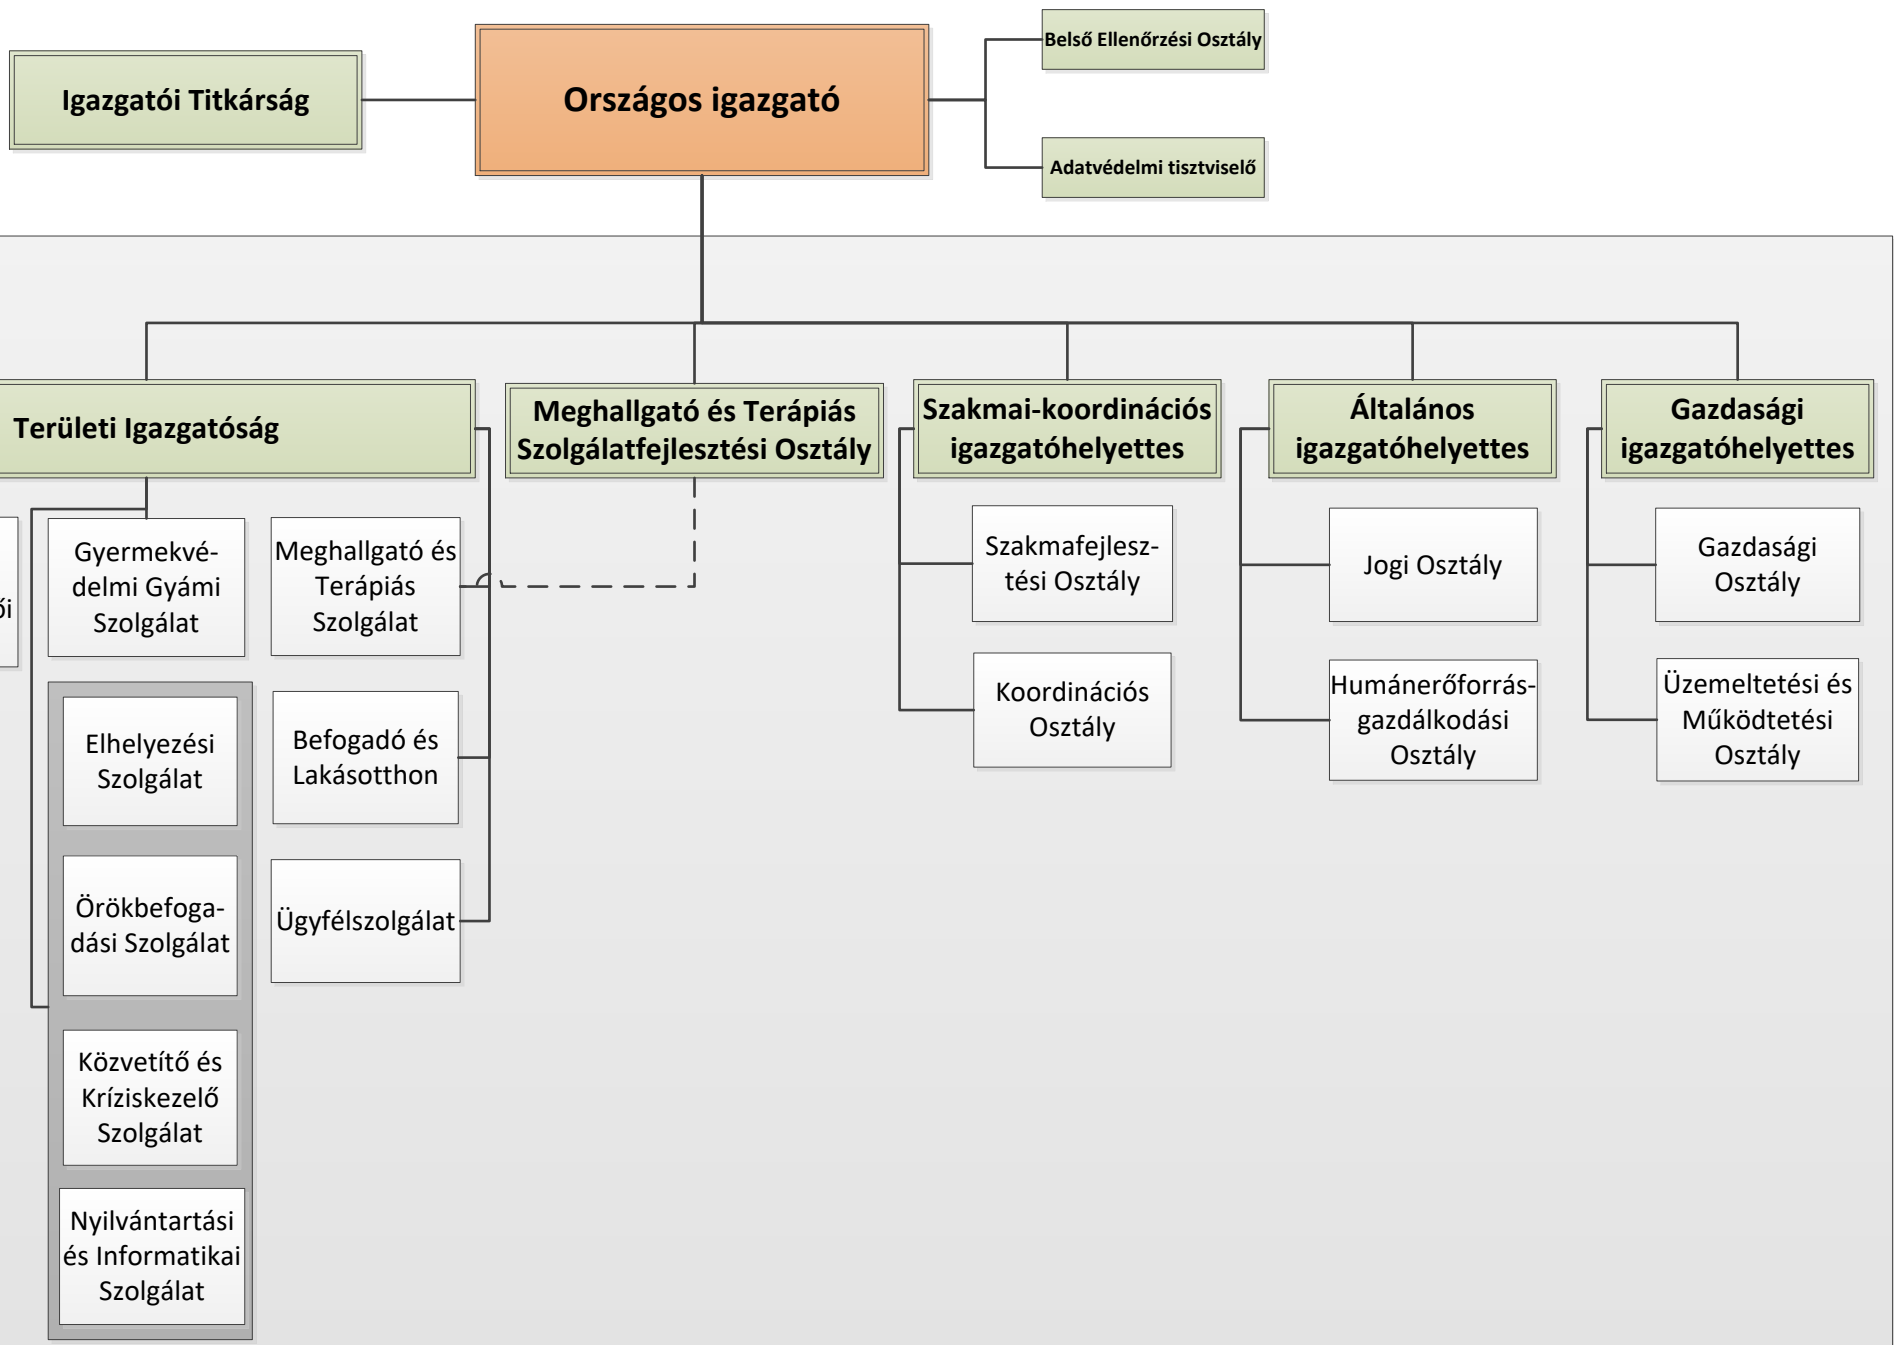 Igazgatói Titkárság
Országos igazgató
Belső Ellenőrzési Osztály
Adatvédelmi tisztviselő
Területi Igazgatóság
Meghallgató és Terápiás
Szolgálatfejlesztési Osztály
Szakmai-koordinációs
igazgatóhelyettes
Általános
igazgatóhelyettes
Gazdasági
igazgatóhelyettes
Gyermekvé-
delmi Gyámi
Szolgálat
Elhelyezési
Szolgálat
Örökbefoga-
dási Szolgálat
Közvetítő és
Kríziskezelő
Szolgálat
Nyilvántartási
és Informatikai
Szolgálat
Meghallgató és
Terápiás
Szolgálat
Befogadó és
Lakásotthon
Ügyfélszolgálat
Szakmafejlesz-
tési Osztály
Koordinációs
Osztály
Jogi Osztály
Humánerőforrás-
gazdálkodási
Osztály
Gazdasági
Osztály
Üzemeltetési és
Működtetési
Osztály